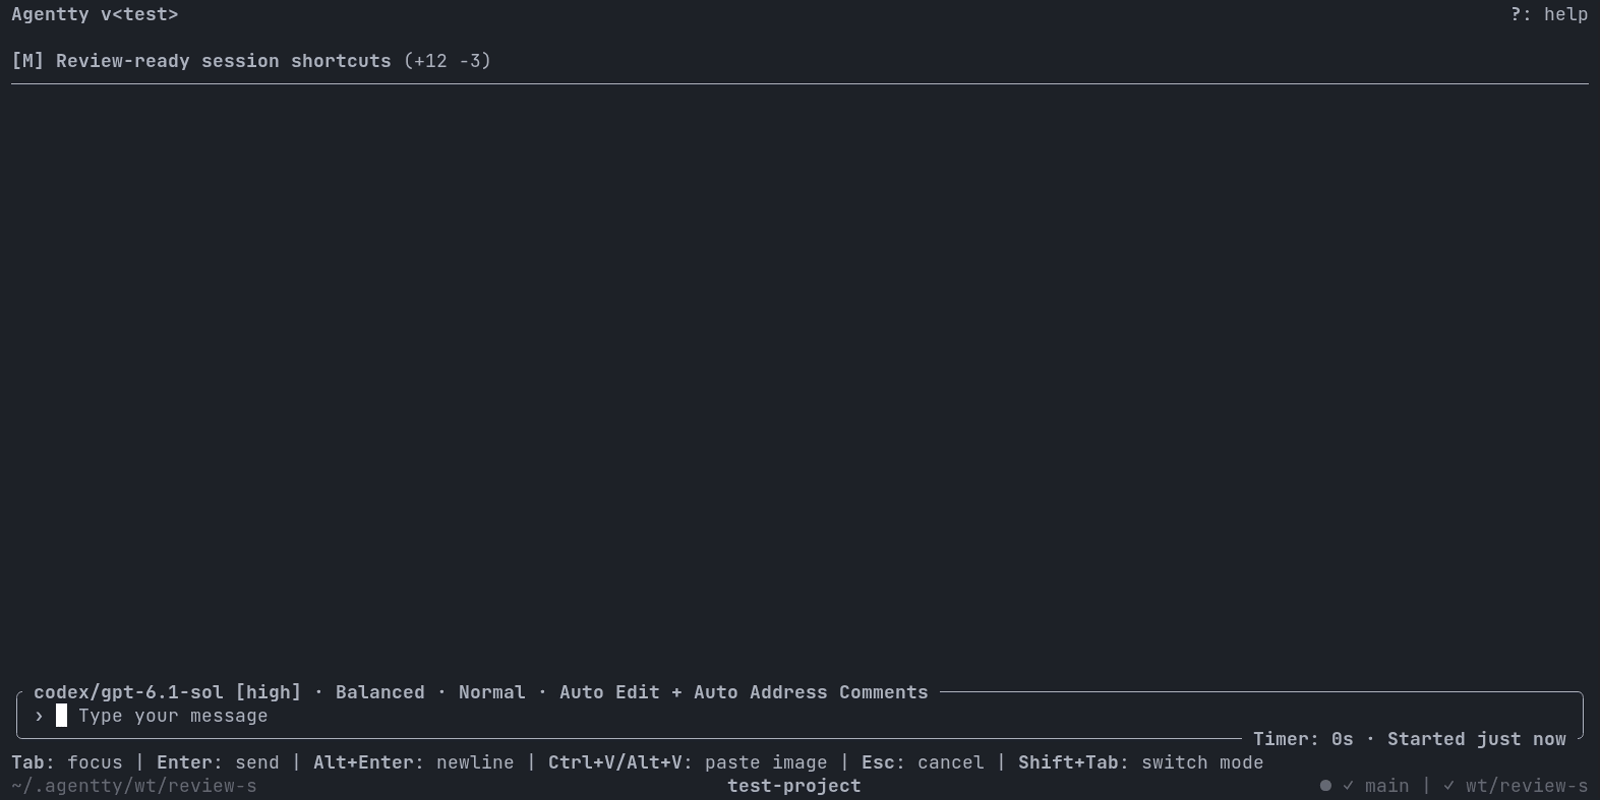 Agentty v<test> ?: help
[M] Review-ready session shortcuts (+12 -3)
codex/gpt-6.1-sol [high] · Balanced · Normal · Auto Edit + Auto Address Comments
› Type your message
Timer: 0s · Started just now
Tab: focus | Enter: send | Alt+Enter: newline | Ctrl+V/Alt+V: paste image | Esc: cancel | Shift+Tab: switch mode
~/.agentty/wt/review-s test-project ● ✓ main | ✓ wt/review-s